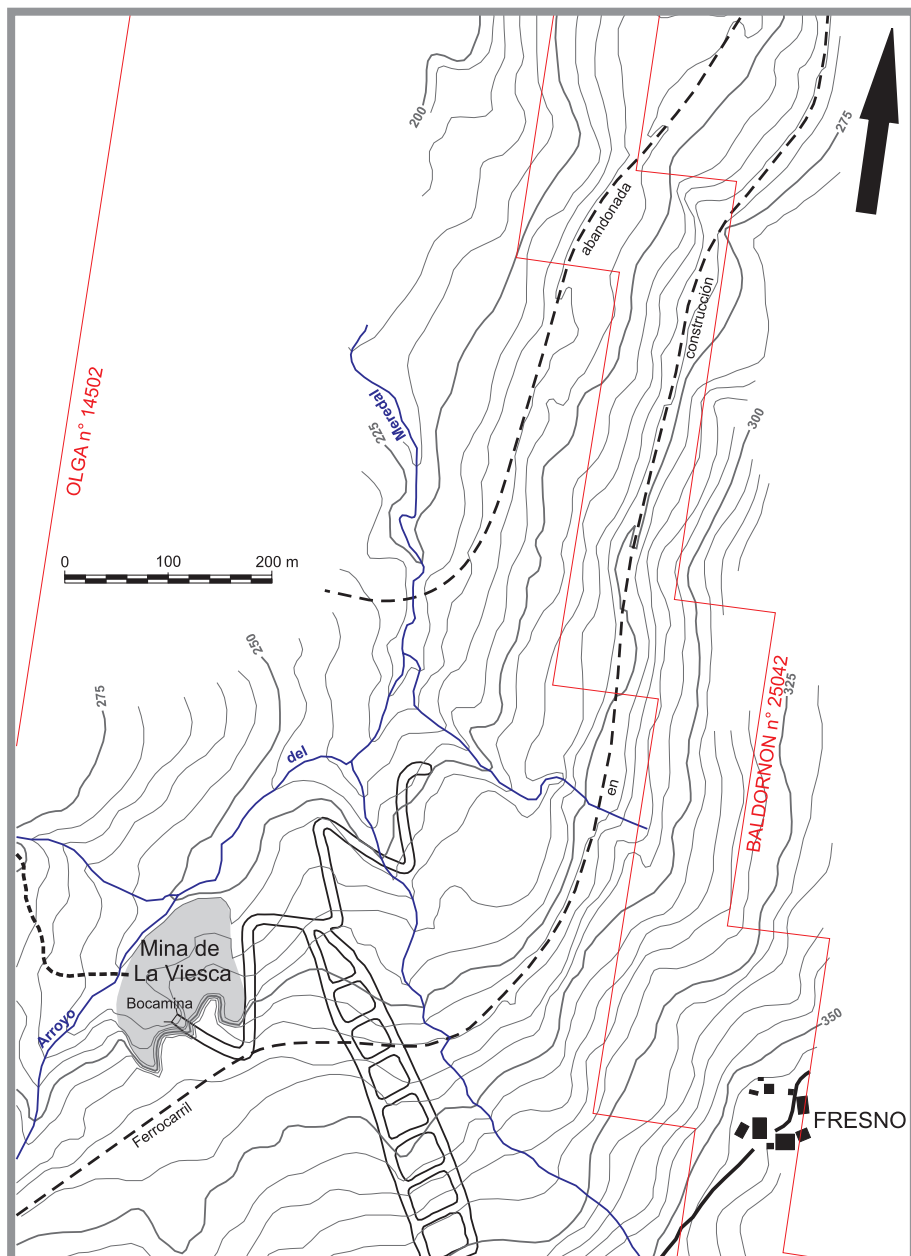 200
275
abandonada
construcción
Meredal
225
300
OLGA n° 14502
0 100 200 m
250
275
325
BALDORNON n° 25042
del
en
Mina de
La Viesca
Bocamina
Arroyo
350
FRESNO
Ferrocarril